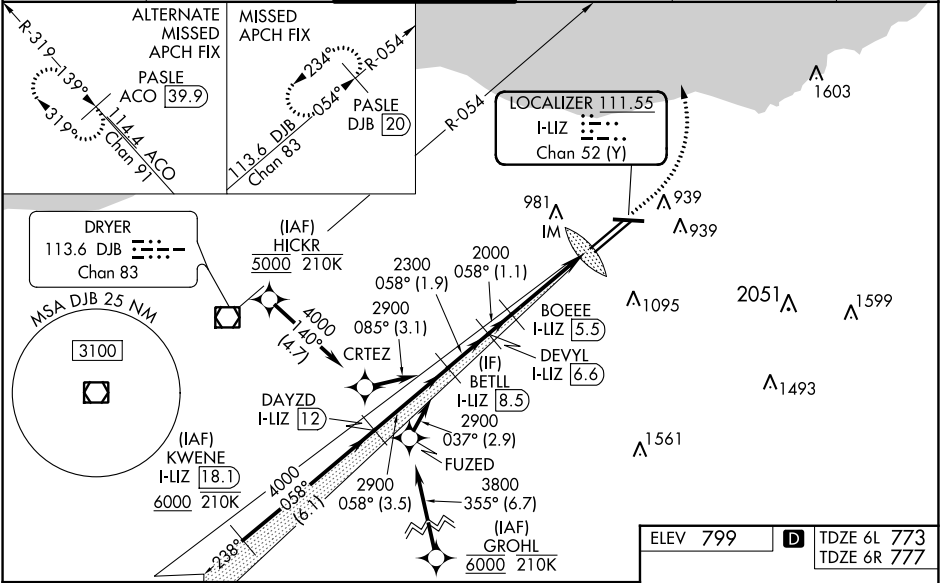 ALTERNATE
MISSED
APCH FIX
R-319
139°
319°
PASLE
ACO 39.9
114.4 ACO
Chan 91
MISSED
APCH FIX
234°
R-054
054°
PASLE
DJB 20
113.6 DJB
Chan 83
R-054
LOCALIZER 111.55
I-LIZ
Chan 52 (Y)
1603
DRYER
113.6 DJB
Chan 83
(IAF)
HICKR
5000 210K
981
IM
939
939
2300
058° (1.9)
2000
058° (1.1)
4000
140°
(4.7)
2900
085° (3.1)
CRTEZ
BOEEE
I-LIZ 5.5
DEVYL
I-LIZ 6.6
1095
2051
1599
MSA DJB 25 NM
3100
(IF)
BETLL
I-LIZ 8.5
DAYZD
I-LIZ 12
2900
037° (2.9)
FUZED
1493
1561
(IAF)
KWENE
I-LIZ 18.1
6000 210K
4000
058°
(6.1)
238°
2900
058° (3.5)
3800
355° (6.7)
(IAF)
GROHL
6000 210K
ELEV 799
D
TDZE 6L 773
TDZE 6R 777